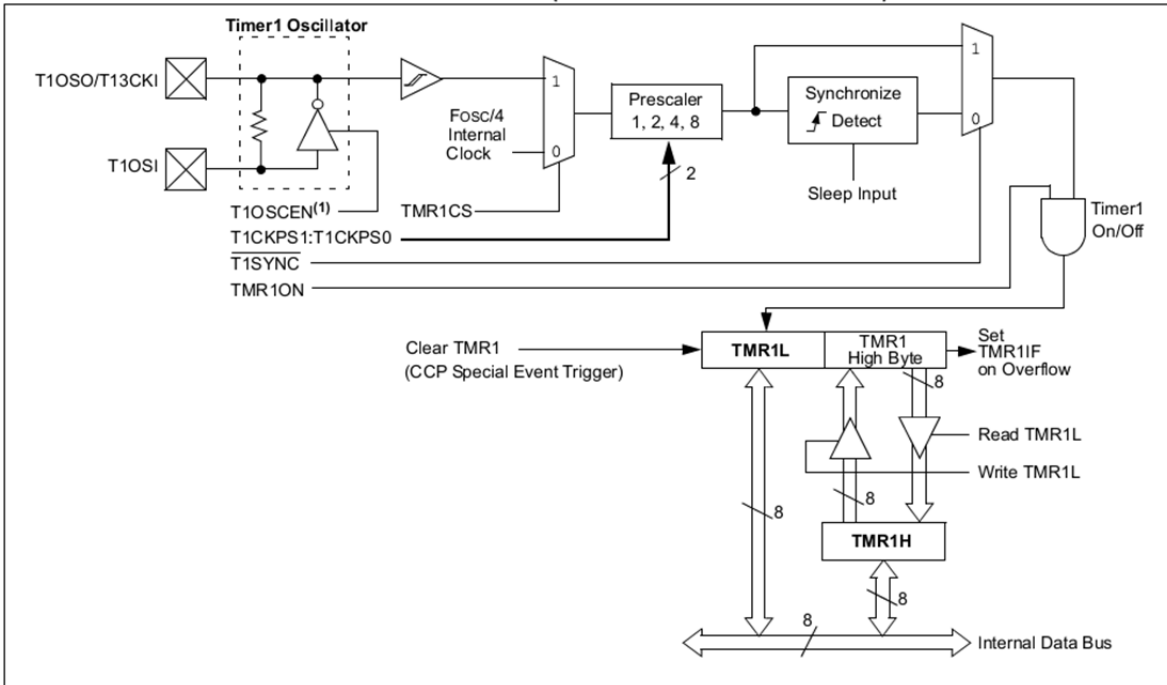 Timer1 Oscillator
T1OSO/T13CKI
T1OSI
1
0
FOSC/4
Internal
Clock
Prescaler
1, 2, 4, 8
2
Synchronize
Detect
1
0
Sleep Input
T1OSCEN(1)
TMR1CS
T1CKPS1:T1CKPS0
T1SYNC
TMR1ON
Timer1
On/Off
Clear TMR1
(CCP Special Event Trigger)
TMR1L
TMR1
High Byte
Set
TMR1IF
on Overflow
8
Read TMR1L
Write TMR1L
8
8
TMR1H
8
8
Internal Data Bus